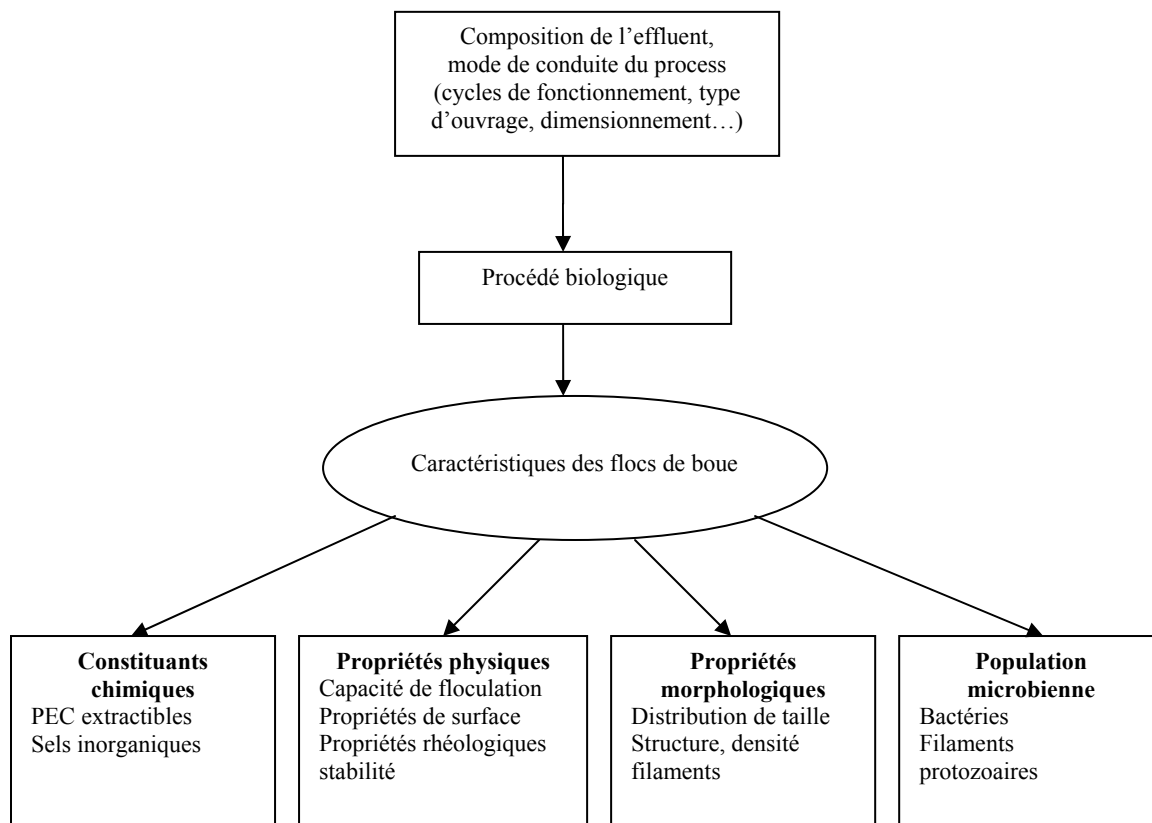 Composition de l’effluent,
mode de conduite du process
(cycles de fonctionnement, type
d’ouvrage, dimensionnement…)
Procédé biologique
Caractéristiques des flocs de boue
Constituants
chimiques
PEC extractibles
Sels inorganiques
Propriétés physiques
Capacité de floculation
Propriétés de surface
Propriétés rhéologiques
stabilité
Propriétés
morphologiques
Distribution de taille
Structure, densité
filaments
Population
microbienne
Bactéries
Filaments
protozoaires